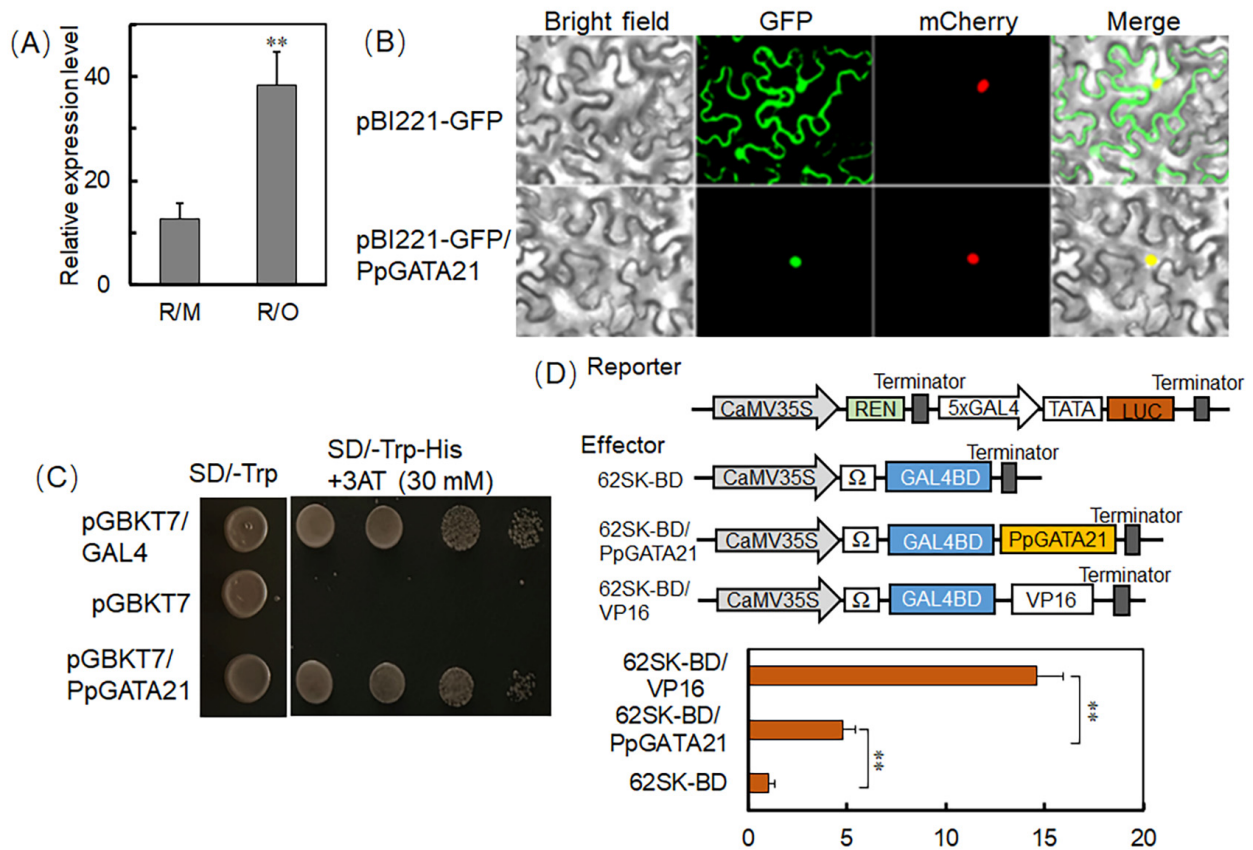 (A)
Relative expression level
40
20
0
**
R/M
R/O
(B)
Bright field
GFP
mCherry
Merge
pBI221-GFP
pBI221-GFP/
PpGATA21
(C)
SD/-Trp
SD/-Trp-His
+3AT (30 mM)
pGBKT7/
GAL4
pGBKT7
pGBKT7/
PpGATA21
(D)
Reporter
Terminator
Terminator
CaMV35S
REN
5xGAL4
TATA
LUC
Effector
Terminator
62SK-BD
CaMV35S
Ω
GAL4BD
Terminator
62SK-BD/
PpGATA21
CaMV35S
Ω
GAL4BD
PpGATA21
Terminator
62SK-BD/
VP16
CaMV35S
Ω
GAL4BD
VP16
62SK-BD/
VP16
62SK-BD/
PpGATA21
62SK-BD
**
**
0
5
10
15
20